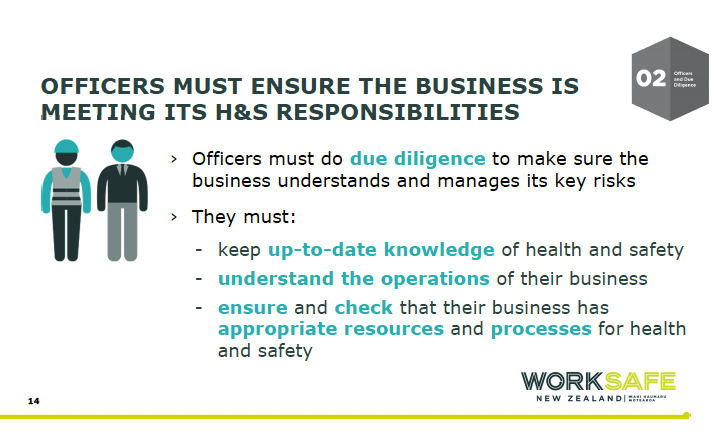 02
Officers
and Due
Diligence
OFFICERS MUST ENSURE THE BUSINESS IS
MEETING ITS H&S RESPONSIBILITIES
> Officers must do due diligence to make sure the
business understands and manages its key risks
> They must:
- keep up-to-date knowledge of health and safety
- understand the operations of their business
- ensure and check that their business has
appropriate resources and processes for health
and safety
WORKSAFE
NEW ZEALAND | MAHI HAUMARU
AOTEAROA
14